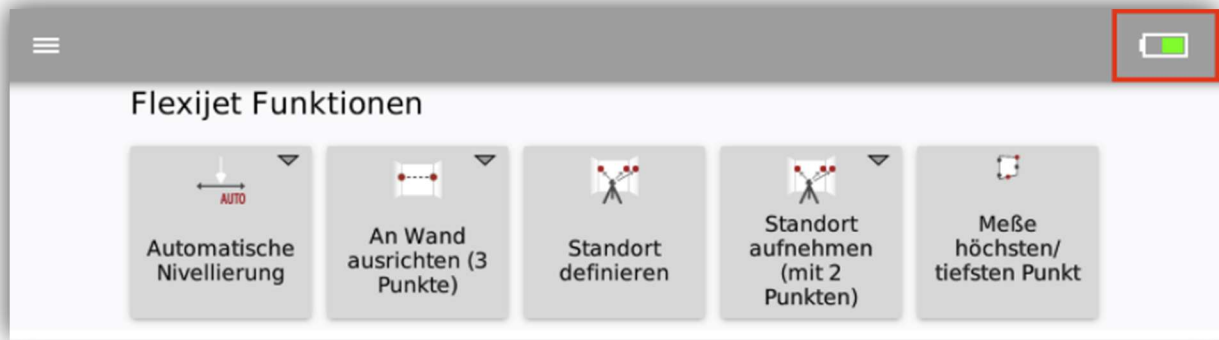 Flexijet Funktionen
AUTO
Automatische
Nivellierung
An Wand
ausrichten (3
Punkte)
Standort
definieren
Standort
aufnehmen
(mit 2
Punkten)
Meße
höchsten/
tiefsten Punkt